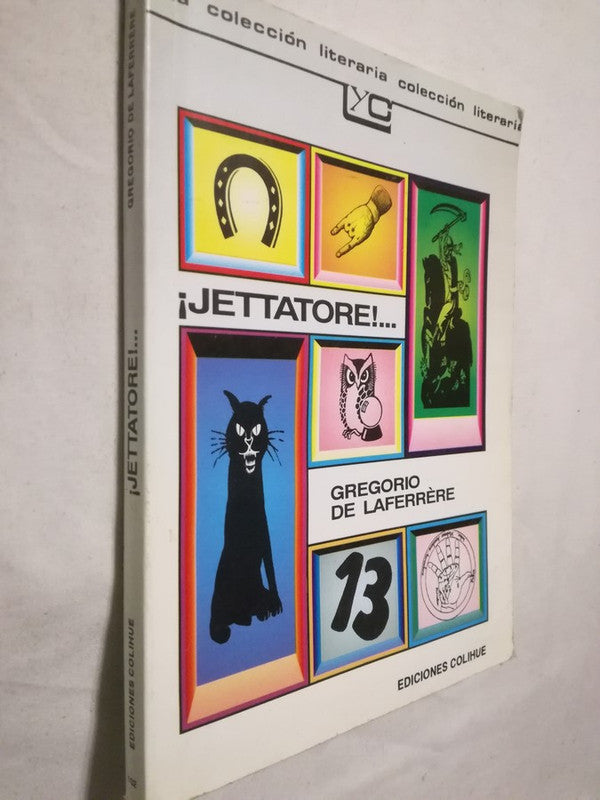 a colección literaria colección literaria
LyC
¡JETTATORE!...
GREGORIO
DE LAFERRÈRE
13
EDICIONES COLIHUE
GREGORIO DE LAFERRÈRE
¡JETTATORE!...
EDICIONES COLIHUE